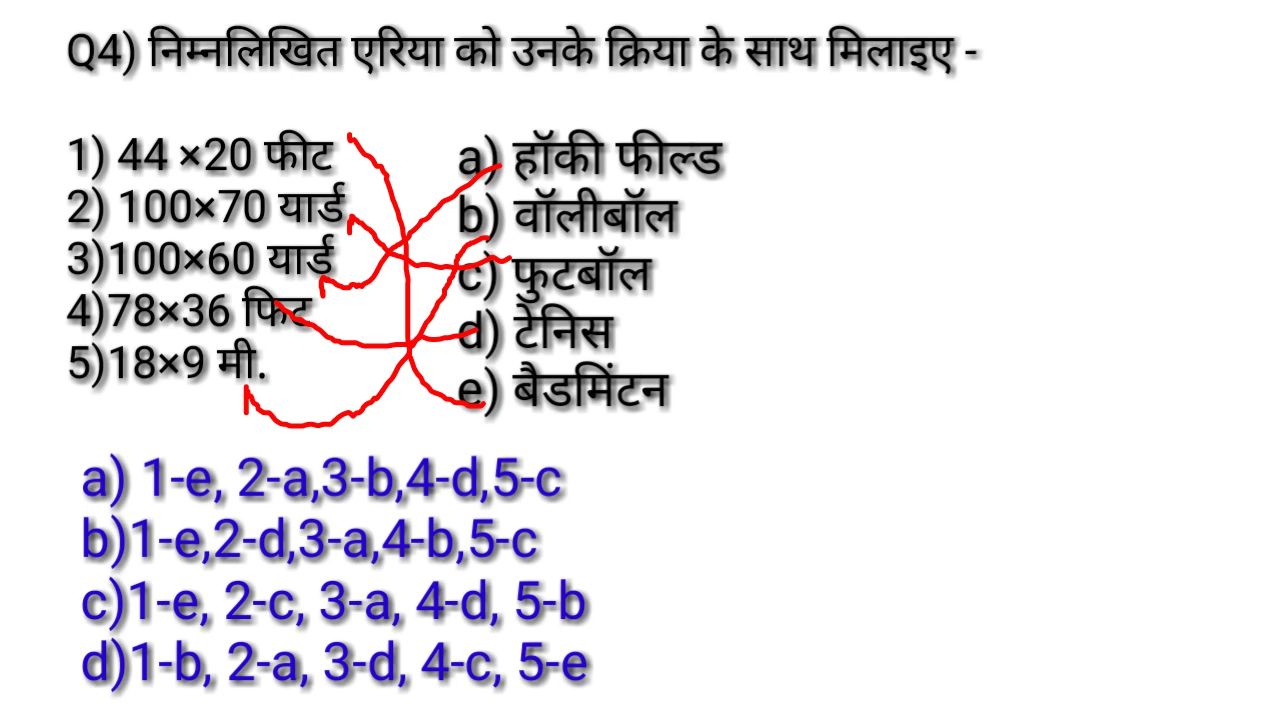 Q4) निम्नलिखित एरिया को उनके क्रिया के साथ मिलाइए -
1) 44 ×20 फीट a) हॉकी फील्ड
2) 100×70 यार्ड b) वॉलीबॉल
3)100×60 यार्ड c) फुटबॉल
4)78×36 फिट d) टेनिस
5)18×9 मी. e) बैडमिंटन
a) 1-e, 2-a,3-b,4-d,5-c
b)1-e,2-d,3-a,4-b,5-c
c)1-e, 2-c, 3-a, 4-d, 5-b
d)1-b, 2-a, 3-d, 4-c, 5-e